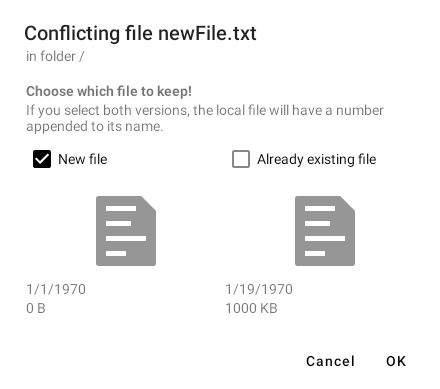 Conflicting file newFile.txt
in folder /
Choose which file to keep!
If you select both versions, the local file will have a number
appended to its name.
New file
Already existing file
1/1/1970
1/19/1970
0 B
1000 KB
Cancel
OK